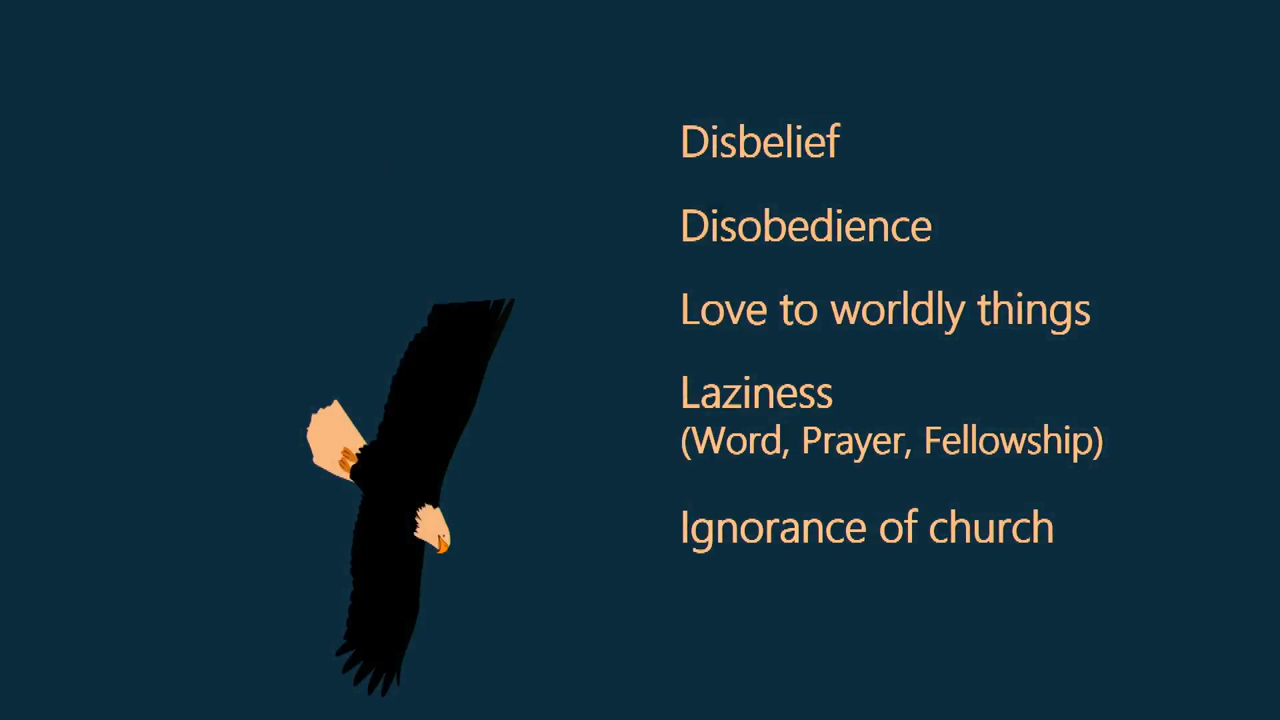 Disbelief
Disobedience
Love to worldly things
Laziness
(Word, Prayer, Fellowship)
Ignorance of church